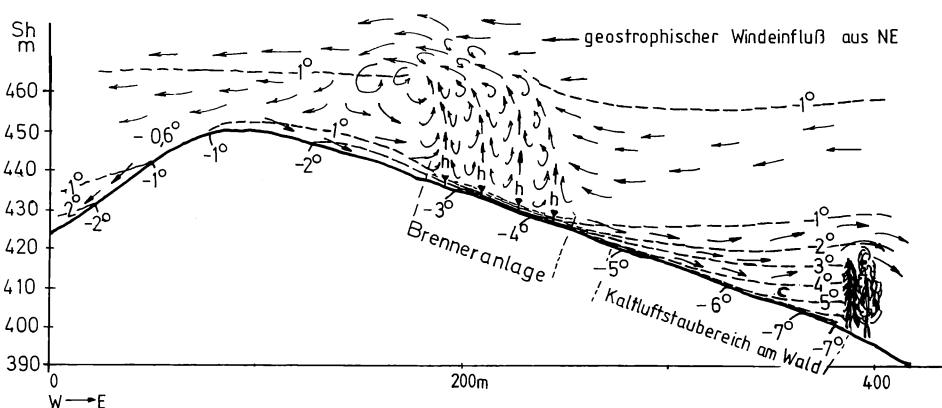 Sh
m
geostrophischer Windeinfluß aus NE
460
450
440
430
420
410
400
390
-1°
-1°
-0,6°
-1°
-2°
-1°
-2°
-1°
-1°
-2°
-3°
-4°
-5°
-6°
-7°
-7°
h
h
h
h
-1°
-2°
-3°
-4°
-5°
c
Brenneranlage
Kaltluftstaubereich am Wald
0
200m
400
W → E